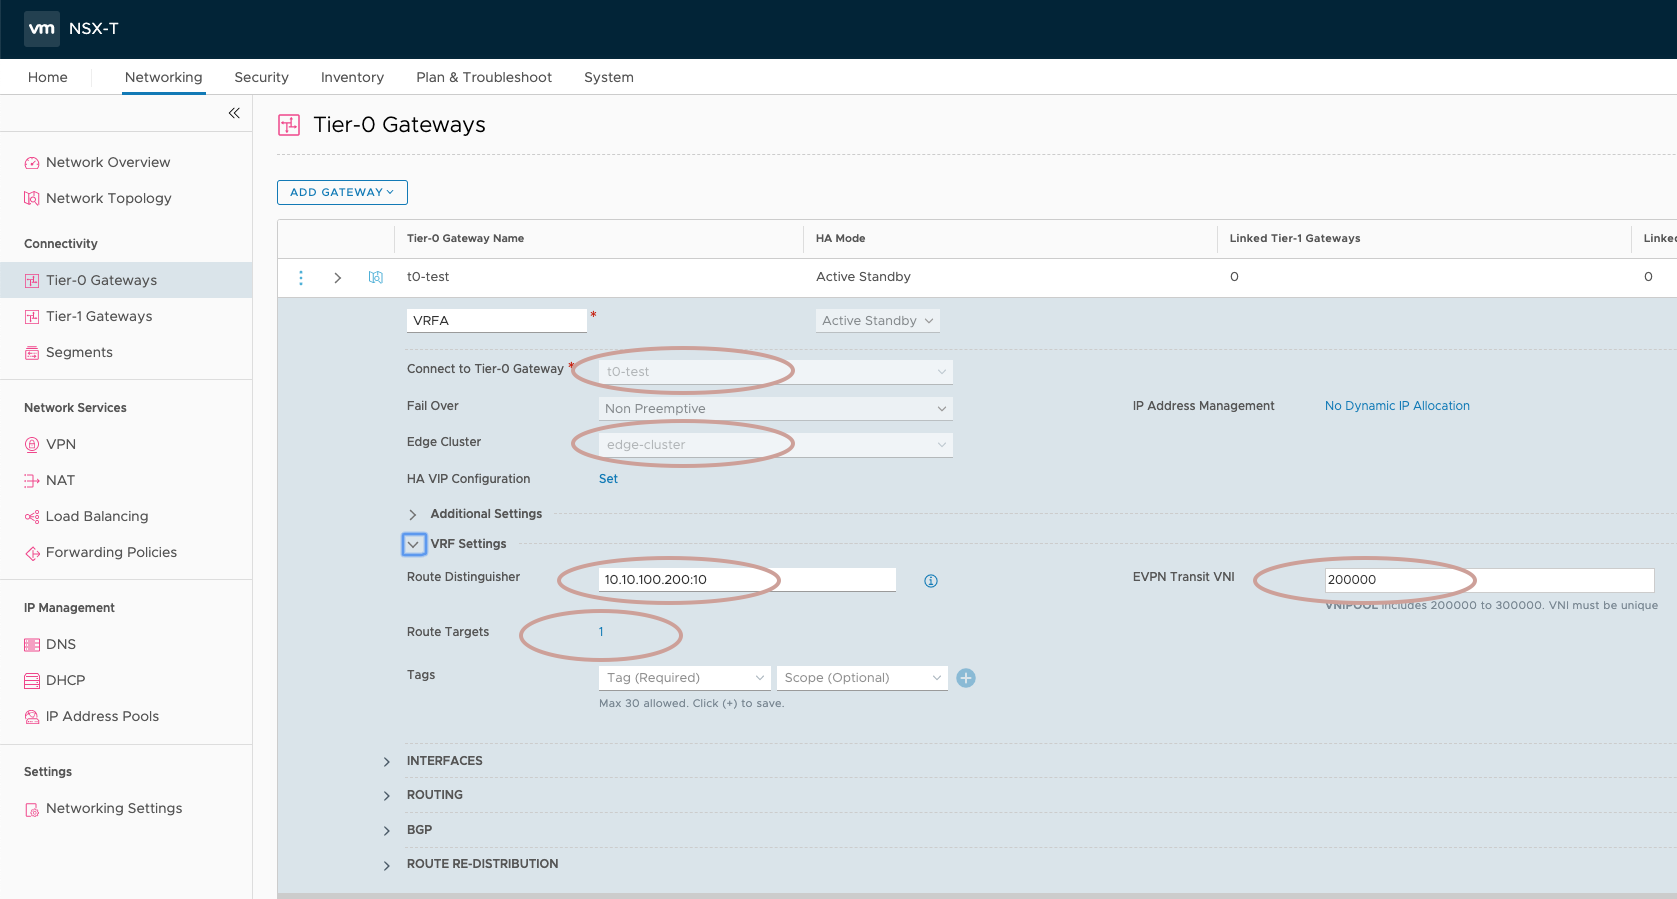 vm NSX-T
Home Networking Security Inventory Plan & Troubleshoot System
Network Overview
Network Topology
Connectivity
Tier-0 Gateways
Tier-1 Gateways
Segments
Network Services
VPN
NAT
Load Balancing
Forwarding Policies
IP Management
DNS
DHCP
IP Address Pools
Settings
Networking Settings
Tier-0 Gateways
ADD GATEWAY
Tier-0 Gateway Name HA Mode Linked Tier-1 Gateways
t0-test Active Standby 0 0
VRFA * Active Standby
Connect to Tier-0 Gateway * t0-test
Fail Over Non Preemptive IP Address Management No Dynamic IP Allocation
Edge Cluster edge-cluster
HA VIP Configuration Set
Additional Settings
VRF Settings
Route Distinguisher 10.10.100.200:10 EVPN Transit VNI 200000
VNIPOOL includes 200000 to 300000. VNI must be unique
Route Targets 1
Tags Tag (Required) Scope (Optional)
Max 30 allowed. Click (+) to save.
INTERFACES
ROUTING
BGP
ROUTE RE-DISTRIBUTION